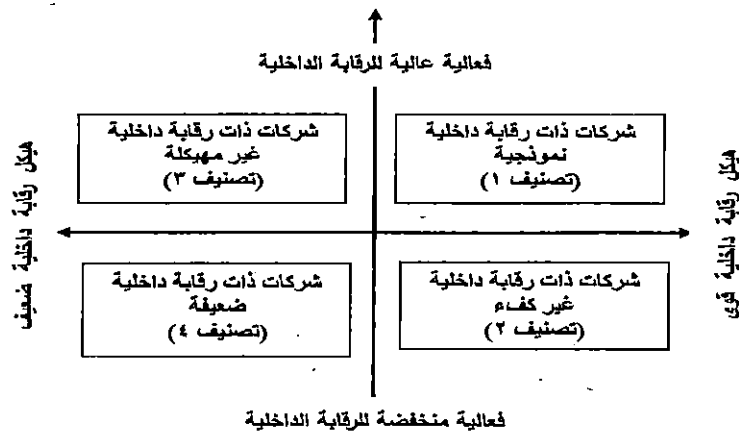 فعالية عالية للرقابة الداخلية
شركات ذات رقابة داخلية
نموذجية
(تصنيف ١)
شركات ذات رقابة داخلية
غير مهيكلة
(تصنيف ٣)
هيكل رقابة داخلية قوى
هيكل رقابة داخلية ضعيف
شركات ذات رقابة داخلية
غير كفء
(تصنيف ٢)
شركات ذات رقابة داخلية
ضعيفة
(تصنيف ٤)
فعالية منخفضة للرقابة الداخلية